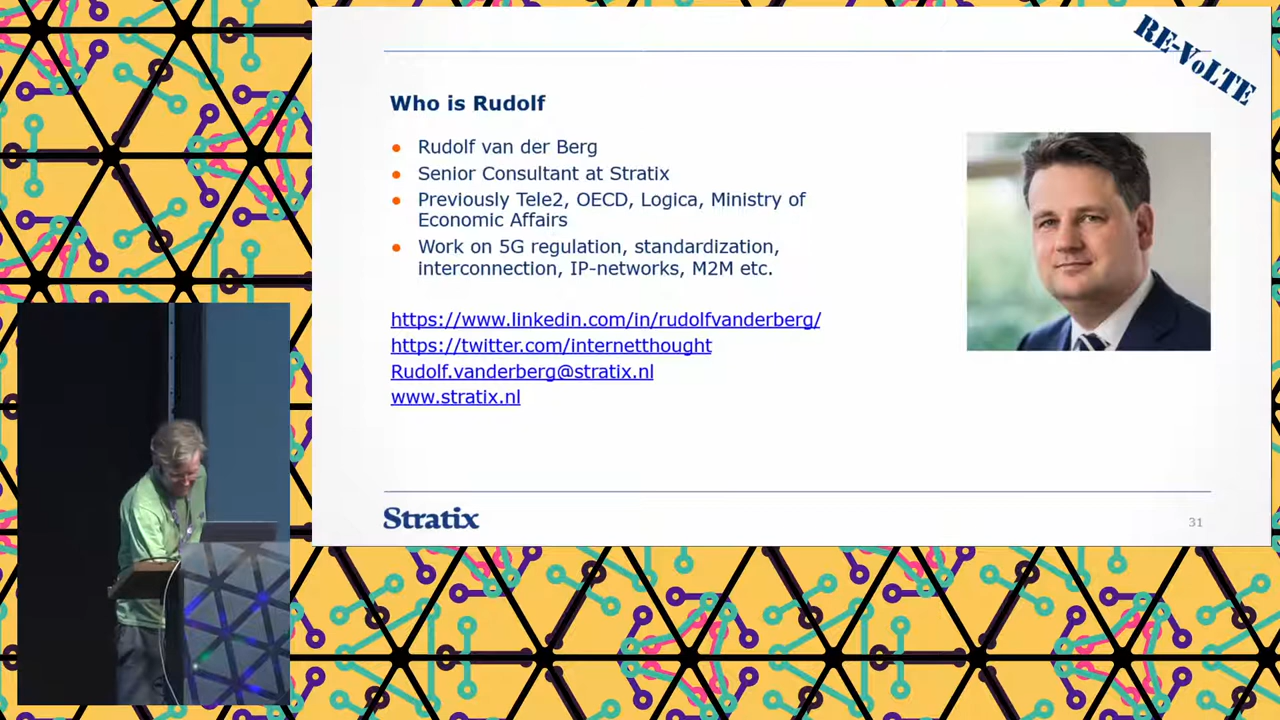 RE-VoLTE
Who is Rudolf
Rudolf van der Berg
Senior Consultant at Stratix
Previously Tele2, OECD, Logica, Ministry of
Economic Affairs
Work on 5G regulation, standardization,
interconnection, IP-networks, M2M etc.
https://www.linkedin.com/in/rudolfvanderberg/
https://twitter.com/internetthought
Rudolf.vanderberg@stratix.nl
www.stratix.nl
Stratix
31